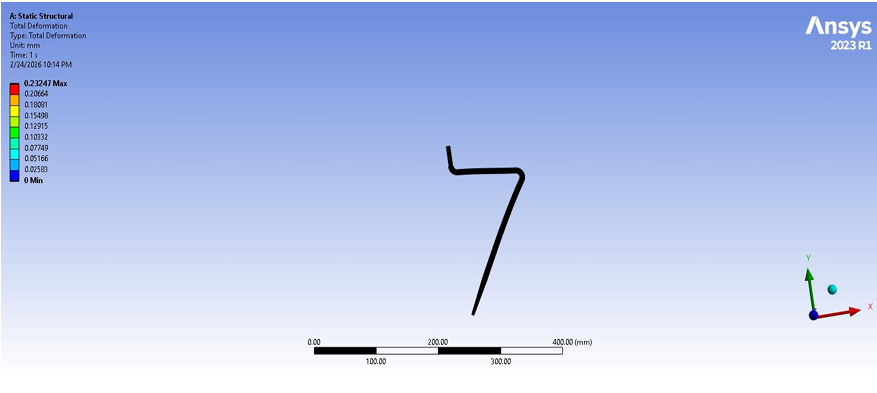 A: Static Structural
Total Deformation
Type: Total Deformation
Unit: mm
Time: 1 s
2/24/2026 10:14 PM
0.23247 Max
0.20664
0.18081
0.15498
0.12915
0.10332
0.07749
0.05166
0.02583
0 Min
Ansys
2023 R1
Y
X
0.00 200.00 400.00 (mm)
100.00 300.00